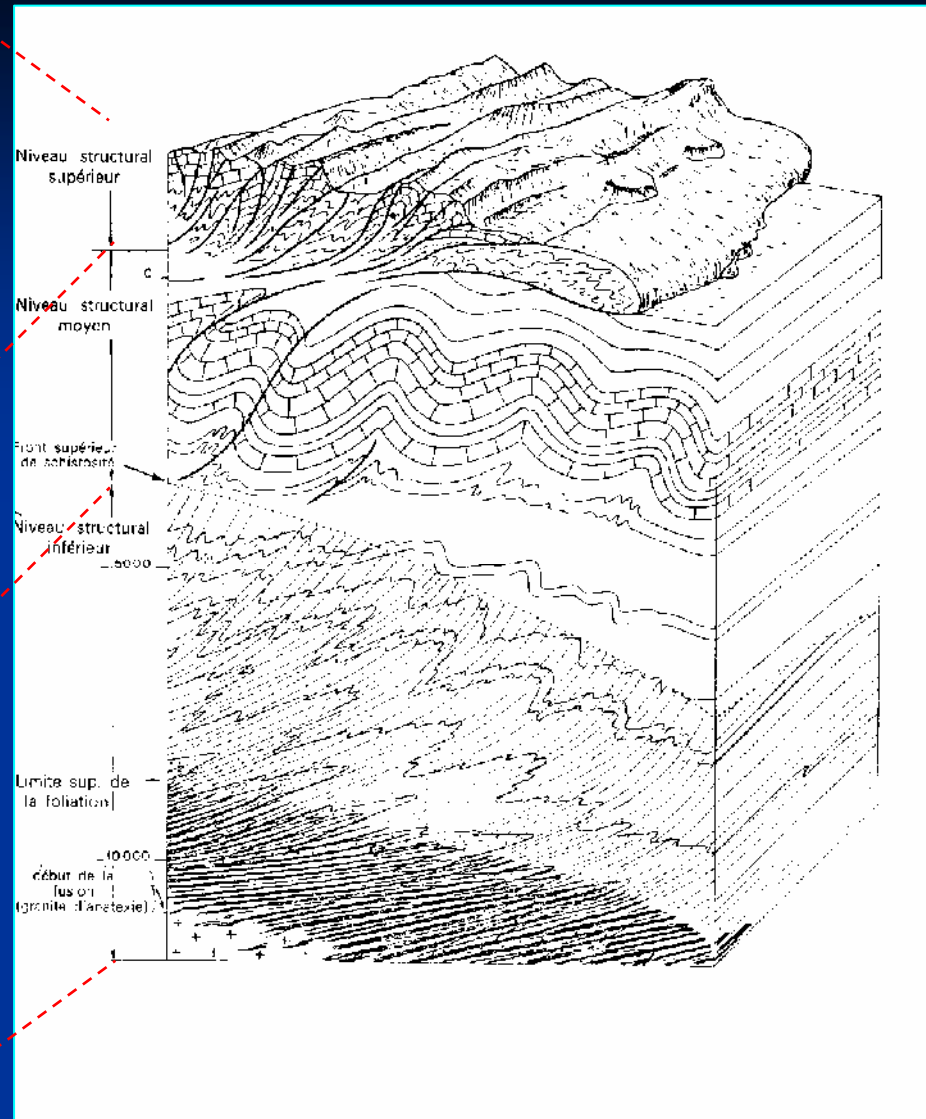 Niveau structural
supérieur
0
Niveau structural
moyen
Front supérieur
de schistosité
Niveau structural
inférieur
5000
Limite sup. de
la foliation
10000
début de la
fusion
(granite d'anatexie)